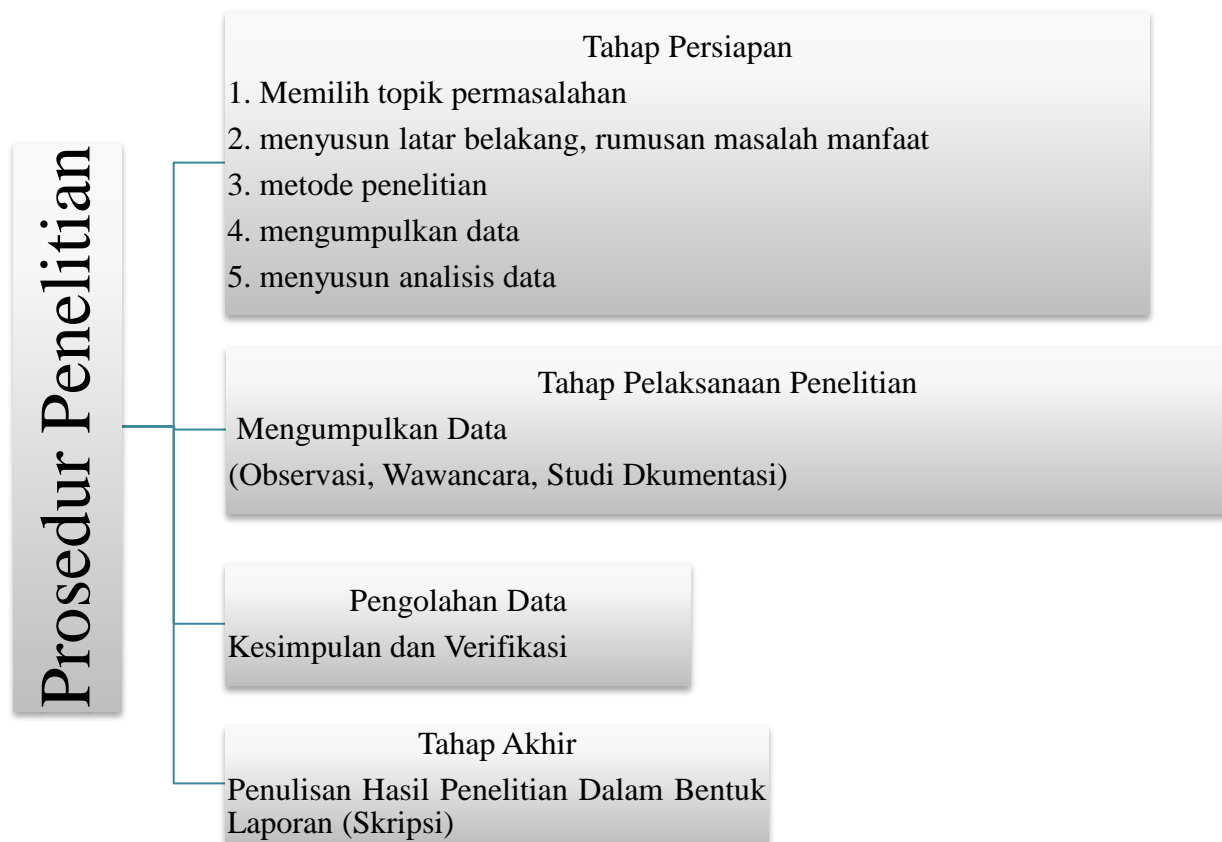 Prosedur Penelitian
Tahap Persiapan
1. Memilih topik permasalahan
2. menyusun latar belakang, rumusan masalah manfaat
3. metode penelitian
4. mengumpulkan data
5. menyusun analisis data
Tahap Pelaksanaan Penelitian
Mengumpulkan Data
(Observasi, Wawancara, Studi Dkumentasi)
Pengolahan Data
Kesimpulan dan Verifikasi
Tahap Akhir
Penulisan Hasil Penelitian Dalam Bentuk
Laporan (Skripsi)